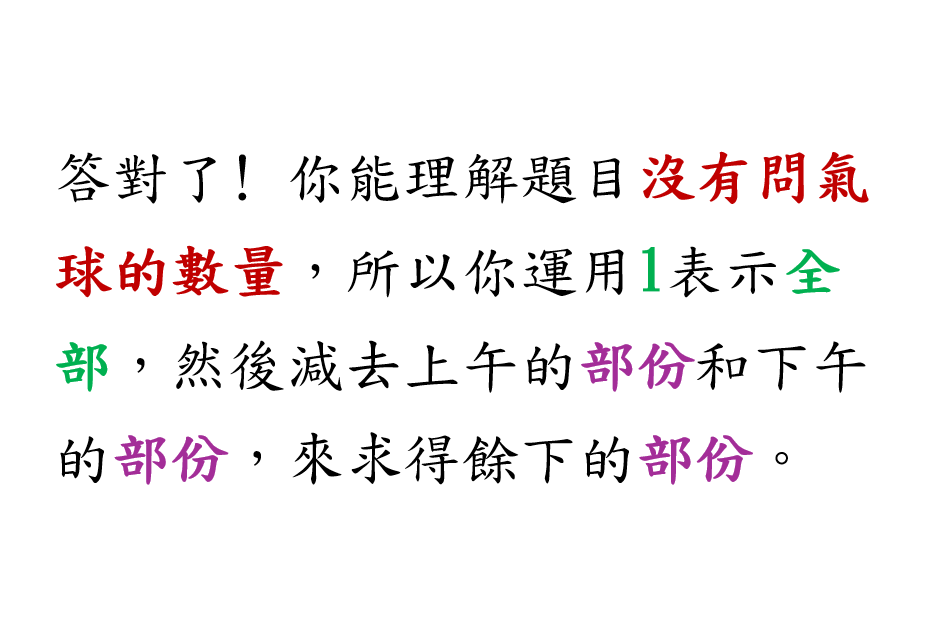 答對了！你能理解題目沒有問氣
球的數量，所以你運用1表示全
部，然後減去上午的部份和下午
的部份，來求得餘下的部份。